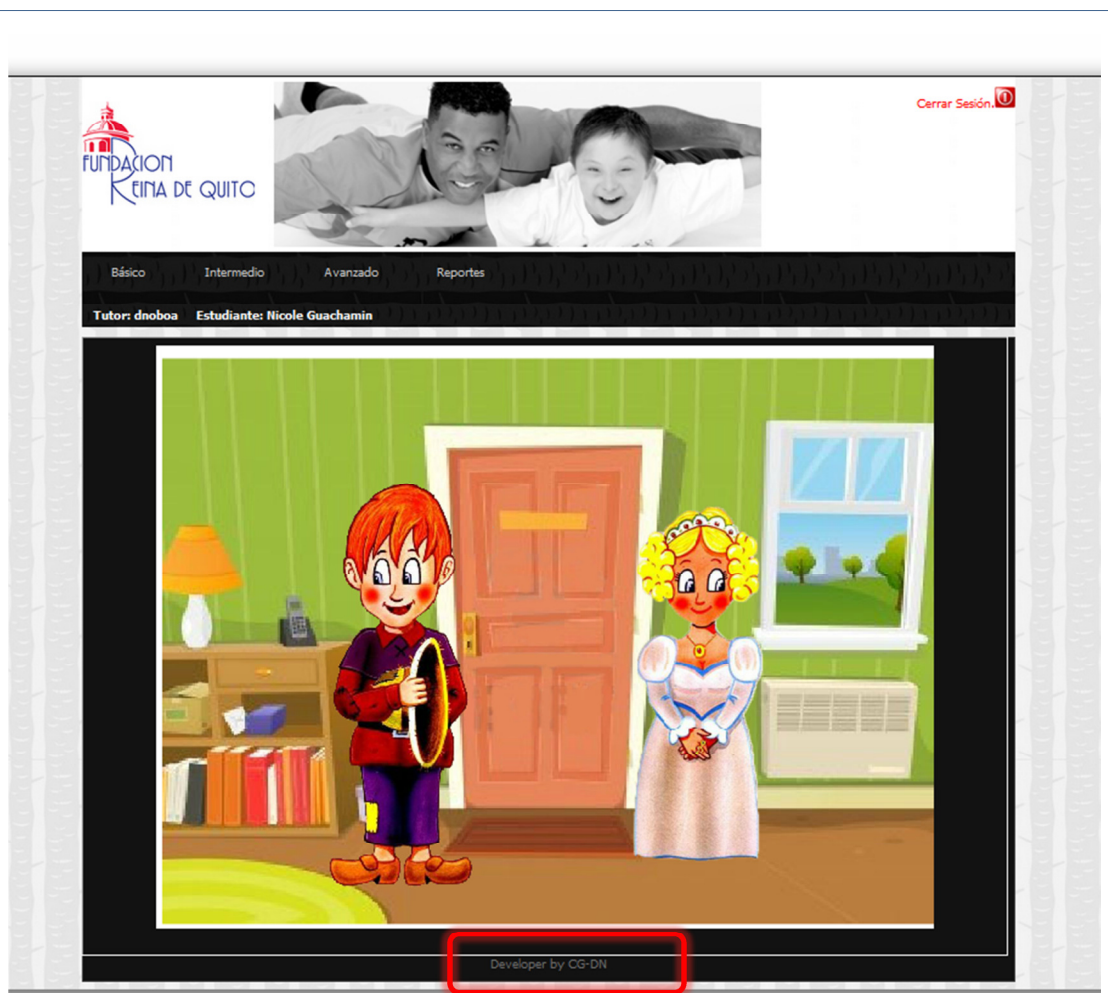 FUNDACION
REINA DE QUITO
Cerrar Sesión.
Básico Intermedio Avanzado Reportes
Tutor: dnoboa Estudiante: Nicole Guachamin
Developer by CG-DN